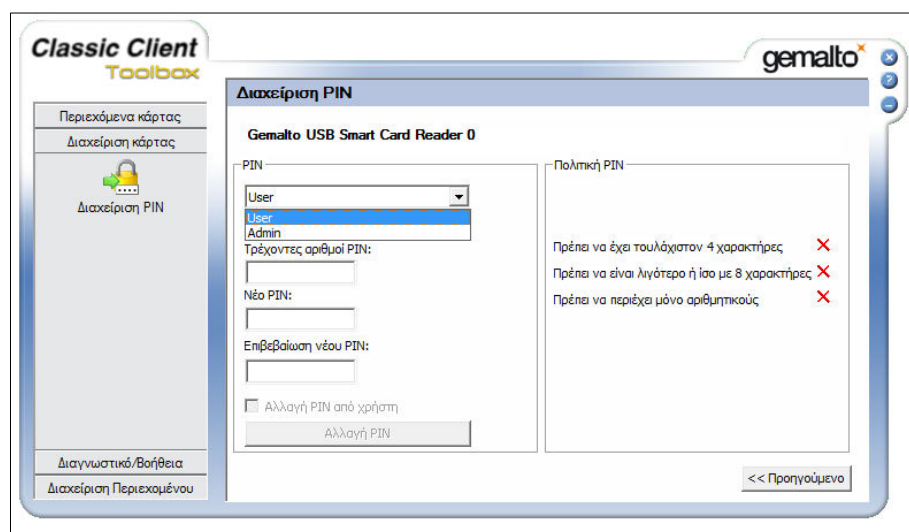 Classic Client
Toolbox
gemalto
Διαχείριση PIN
Περιεχόμενα κάρτας
Διαχείριση κάρτας
Διαχείριση PIN
Διαγνωστικό/Βοήθεια
Διαχείριση Περιεχομένου
Gemalto USB Smart Card Reader 0
PIN
User
User
Admin
Τρέχοντες αριθμοί PIN:
Νέο PIN:
Επιβεβαίωση νέου PIN:
Αλλαγή PIN από χρήστη
Αλλαγή PIN
Πολιτική PIN
Πρέπει να έχει τουλάχιστον 4 χαρακτήρες
Πρέπει να είναι λιγότερο ή ίσο με 8 χαρακτήρες
Πρέπει να περιέχει μόνο αριθμητικούς
<< Προηγούμενο